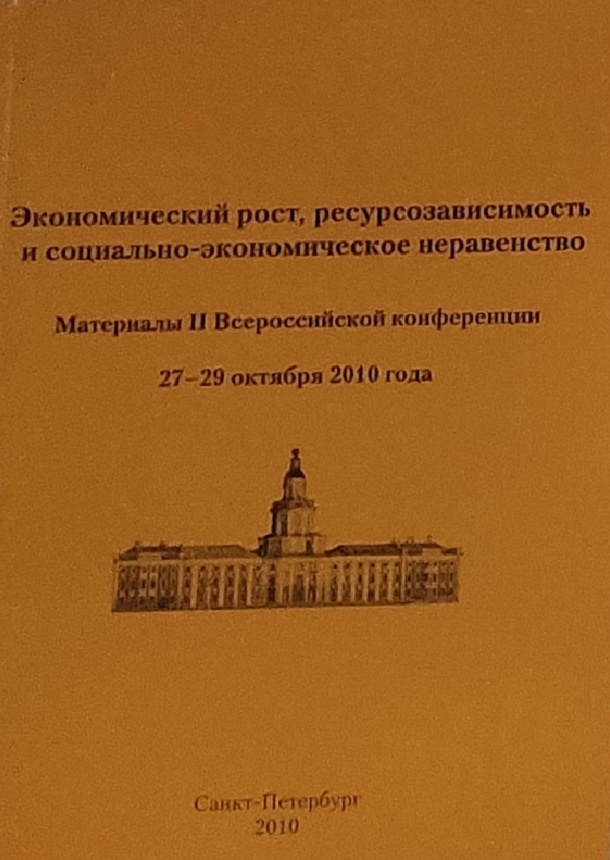 Экономический рост, ресурсозависимость
и социально-экономическое неравенство
Материалы II Всероссийской конференции
27–29 октября 2010 года
Санкт-Петербург
2010